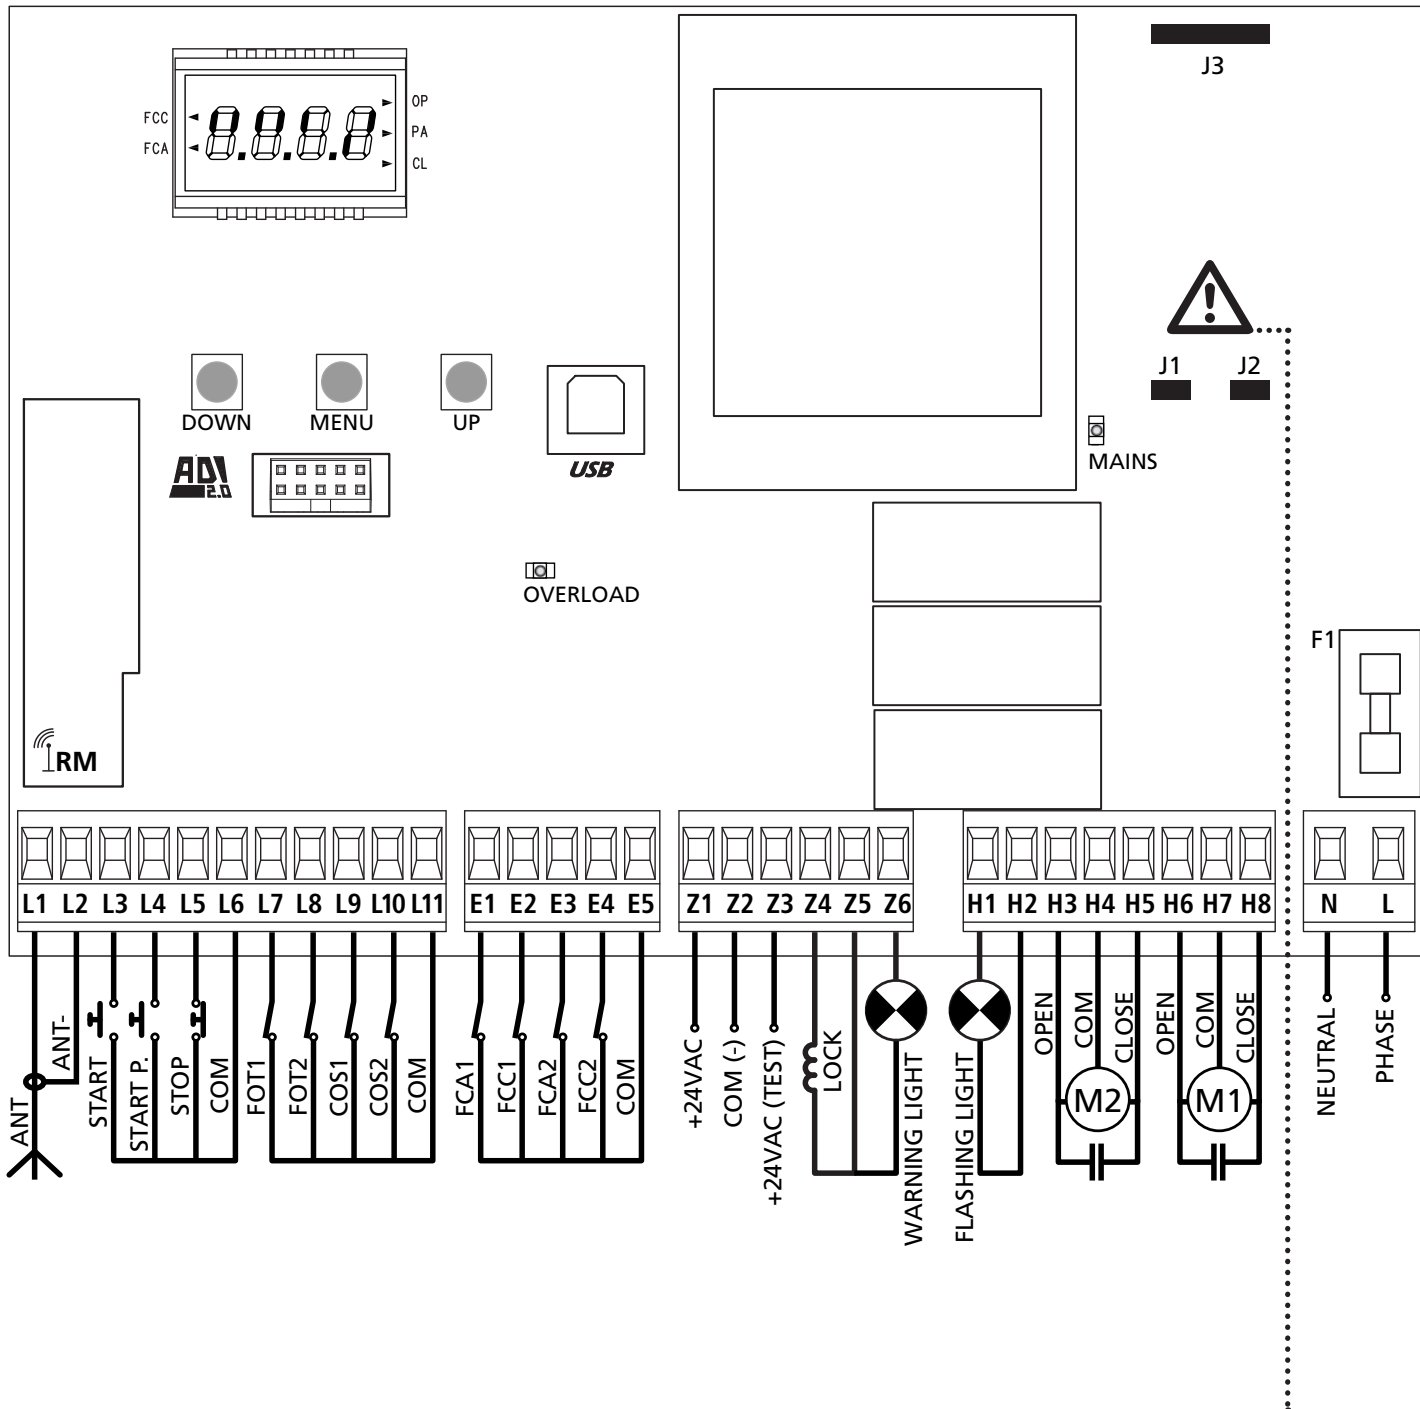 J3
FCC
FCA
8.8.8.8
OP
PA
CL
J1 J2
DOWN MENU UP
USB
MAINS
ADI
2.0
OVERLOAD
F1
RM
L1 L2 L3 L4 L5 L6 L7 L8 L9 L10 L11
E1 E2 E3 E4 E5
Z1 Z2 Z3 Z4 Z5 Z6
H1 H2 H3 H4 H5 H6 H7 H8
N L
ANT
ANT-
START
START P.
STOP
COM
FOT1
FOT2
COS1
COS2
COM
FCA1
FCC1
FCA2
FCC2
COM
+24VAC
COM (-)
+24VAC (TEST)
LOCK
WARNING LIGHT
FLASHING LIGHT
OPEN
COM
CLOSE
M2
OPEN
COM
CLOSE
M1
NEUTRAL
PHASE